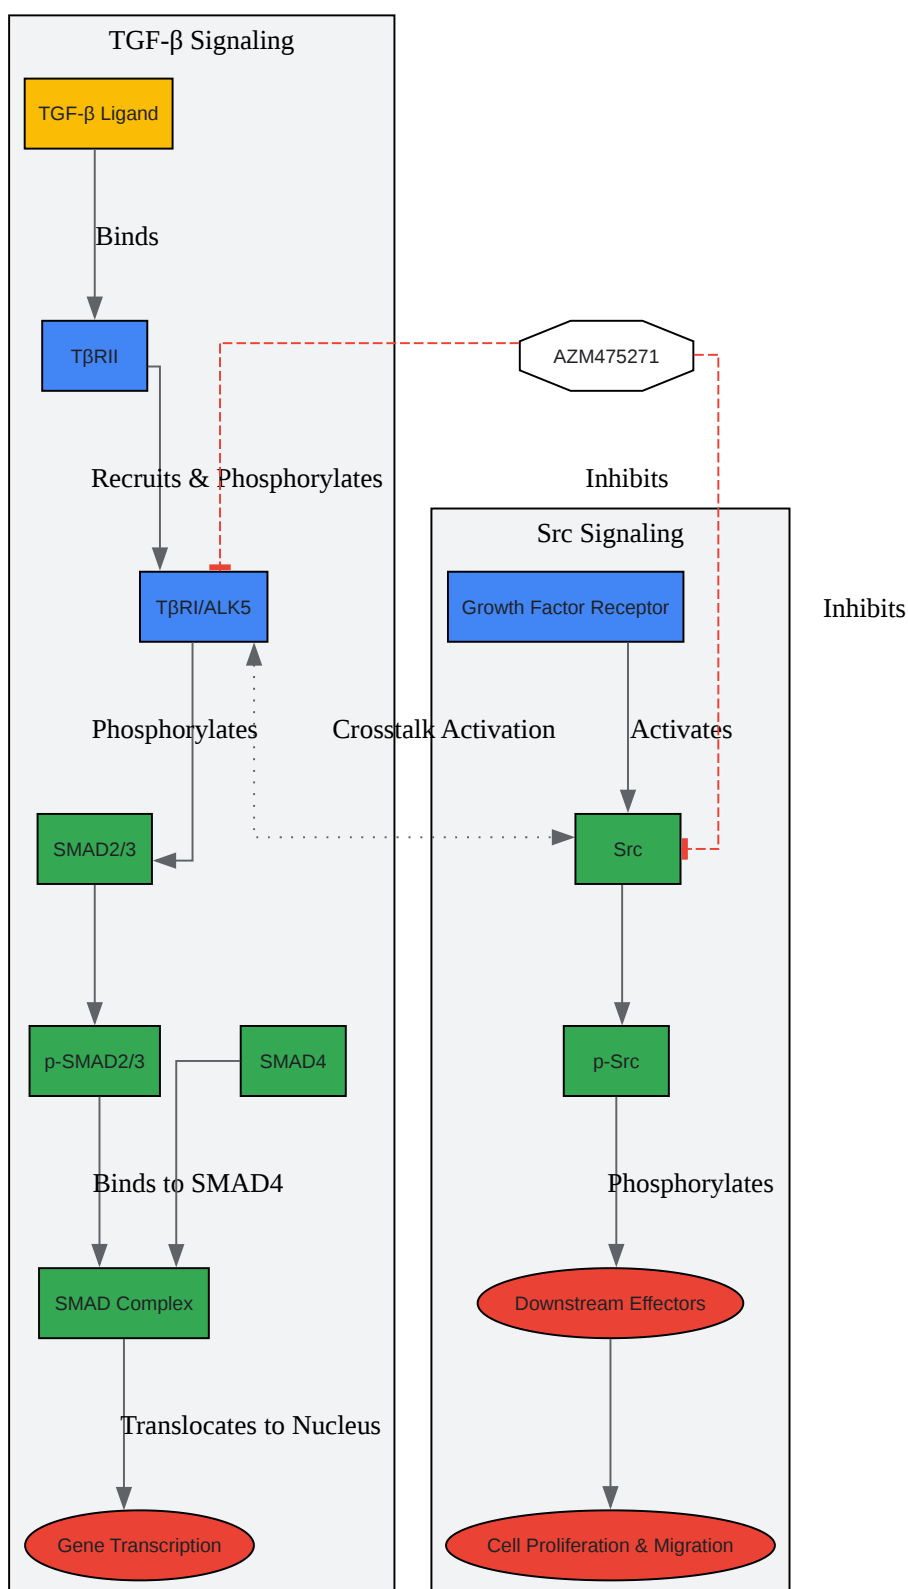 TGF-β Signaling
TGF-β Ligand
Binds
TβRII
AZM475271
Recruits & Phosphorylates
Inhibits
Src Signaling
TβRI/ALK5
Growth Factor Receptor
Inhibits
Phosphorylates
Crosstalk Activation
Activates
SMAD2/3
Src
p-SMAD2/3
SMAD4
p-Src
Binds to SMAD4
Phosphorylates
SMAD Complex
Downstream Effectors
Translocates to Nucleus
Gene Transcription
Cell Proliferation & Migration